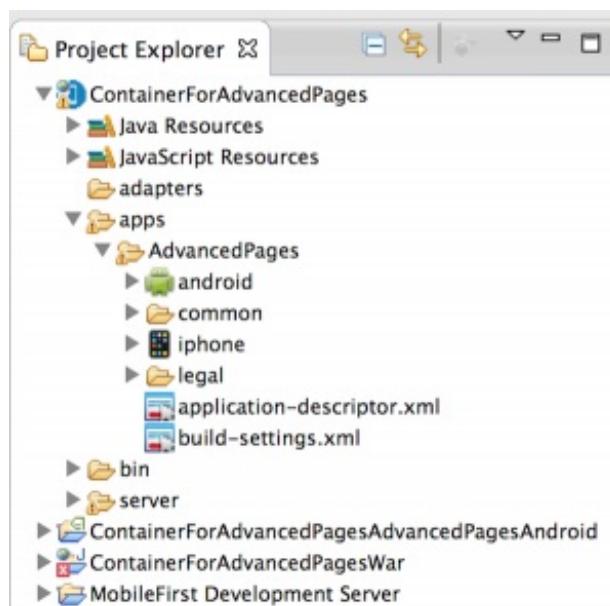 Project Explorer
ContainerForAdvancedPages
Java Resources
JavaScript Resources
adapters
apps
AdvancedPages
android
common
iphone
legal
application-descriptor.xml
build-settings.xml
bin
server
ContainerForAdvancedPagesAdvancedPagesAndroid
ContainerForAdvancedPagesWar
MobileFirst Development Server